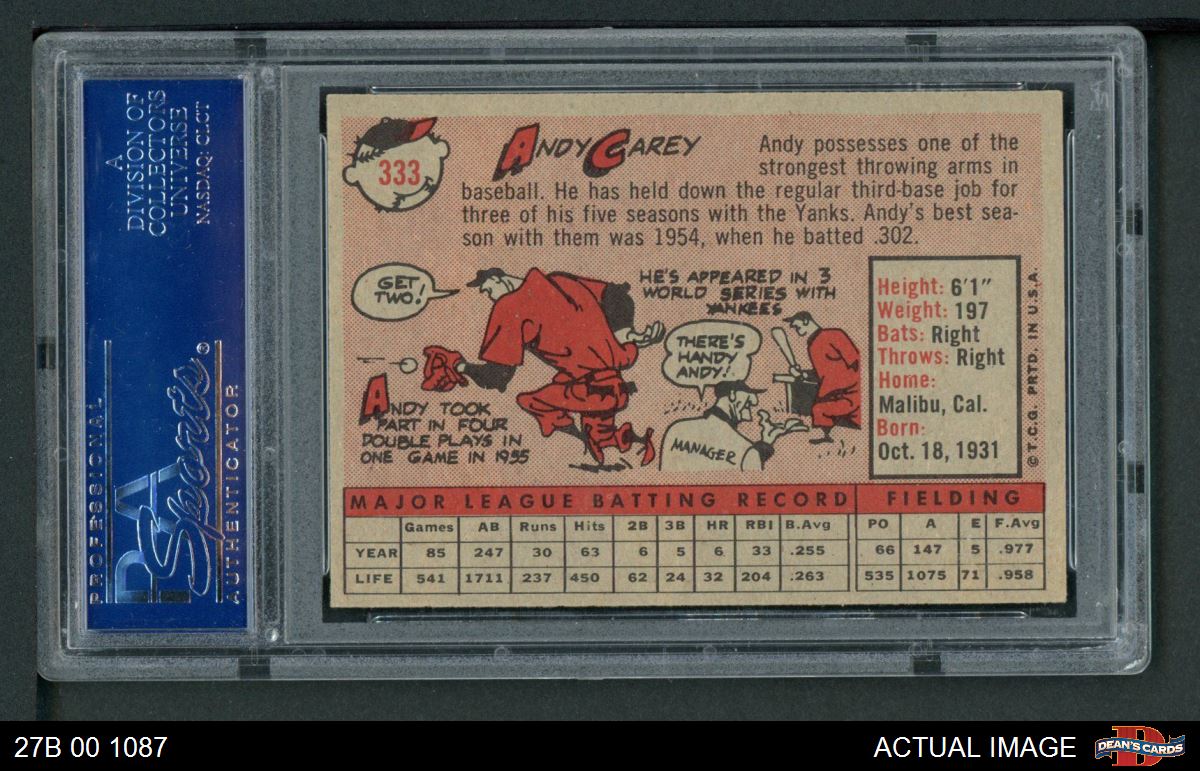 A
DIVISION OF
COLLECTORS
UNIVERSE
NASDAQ: CLCT
PROFESSIONAL
PSA
Sports®
AUTHENTICATOR
333
ANDY CAREY
Andy possesses one of the
strongest throwing arms in
baseball. He has held down the regular third-base job for
three of his five seasons with the Yanks. Andy's best sea-
son with them was 1954, when he batted .302.
GET
TWO!
HE'S APPEARED IN 3
WORLD SERIES WITH
YANKEES
THERE'S
HANDY
ANDY!
MANAGER
ANDY TOOK
PART IN FOUR
DOUBLE PLAYS IN
ONE GAME IN 1955
Height: 6'1"
Weight: 197
Bats: Right
Throws: Right
Home:
Malibu, Cal.
Born:
Oct. 18, 1931
© T.C.G. PRTD. IN U.S.A.
MAJOR LEAGUE BATTING RECORD FIELDING
Games AB Runs Hits 2B 3B HR RBI B.Avg PO A E F.Avg
YEAR 85 247 30 63 6 5 6 33 .255 66 147 5 .977
LIFE 541 1711 237 450 62 24 32 204 .263 535 1075 71 .958
27B 00 1087
ACTUAL IMAGE
D
DEAN'S CARDS